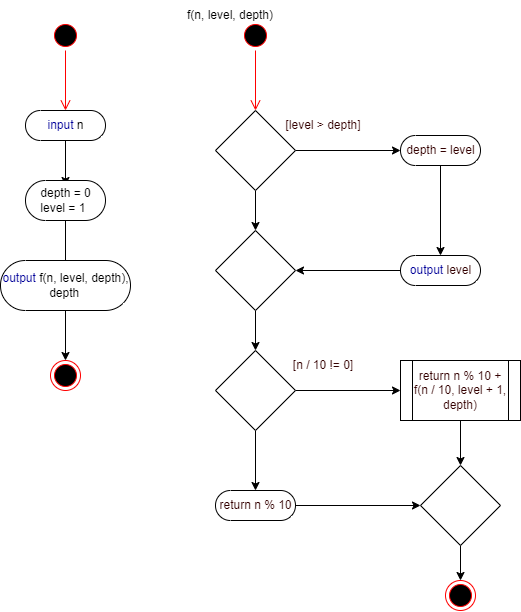 input n
depth = 0
level = 1
output f(n, level, depth),
depth
f(n, level, depth)
[level > depth]
depth = level
output level
[n / 10 != 0]
return n % 10 +
f(n / 10, level + 1,
depth)
return n % 10